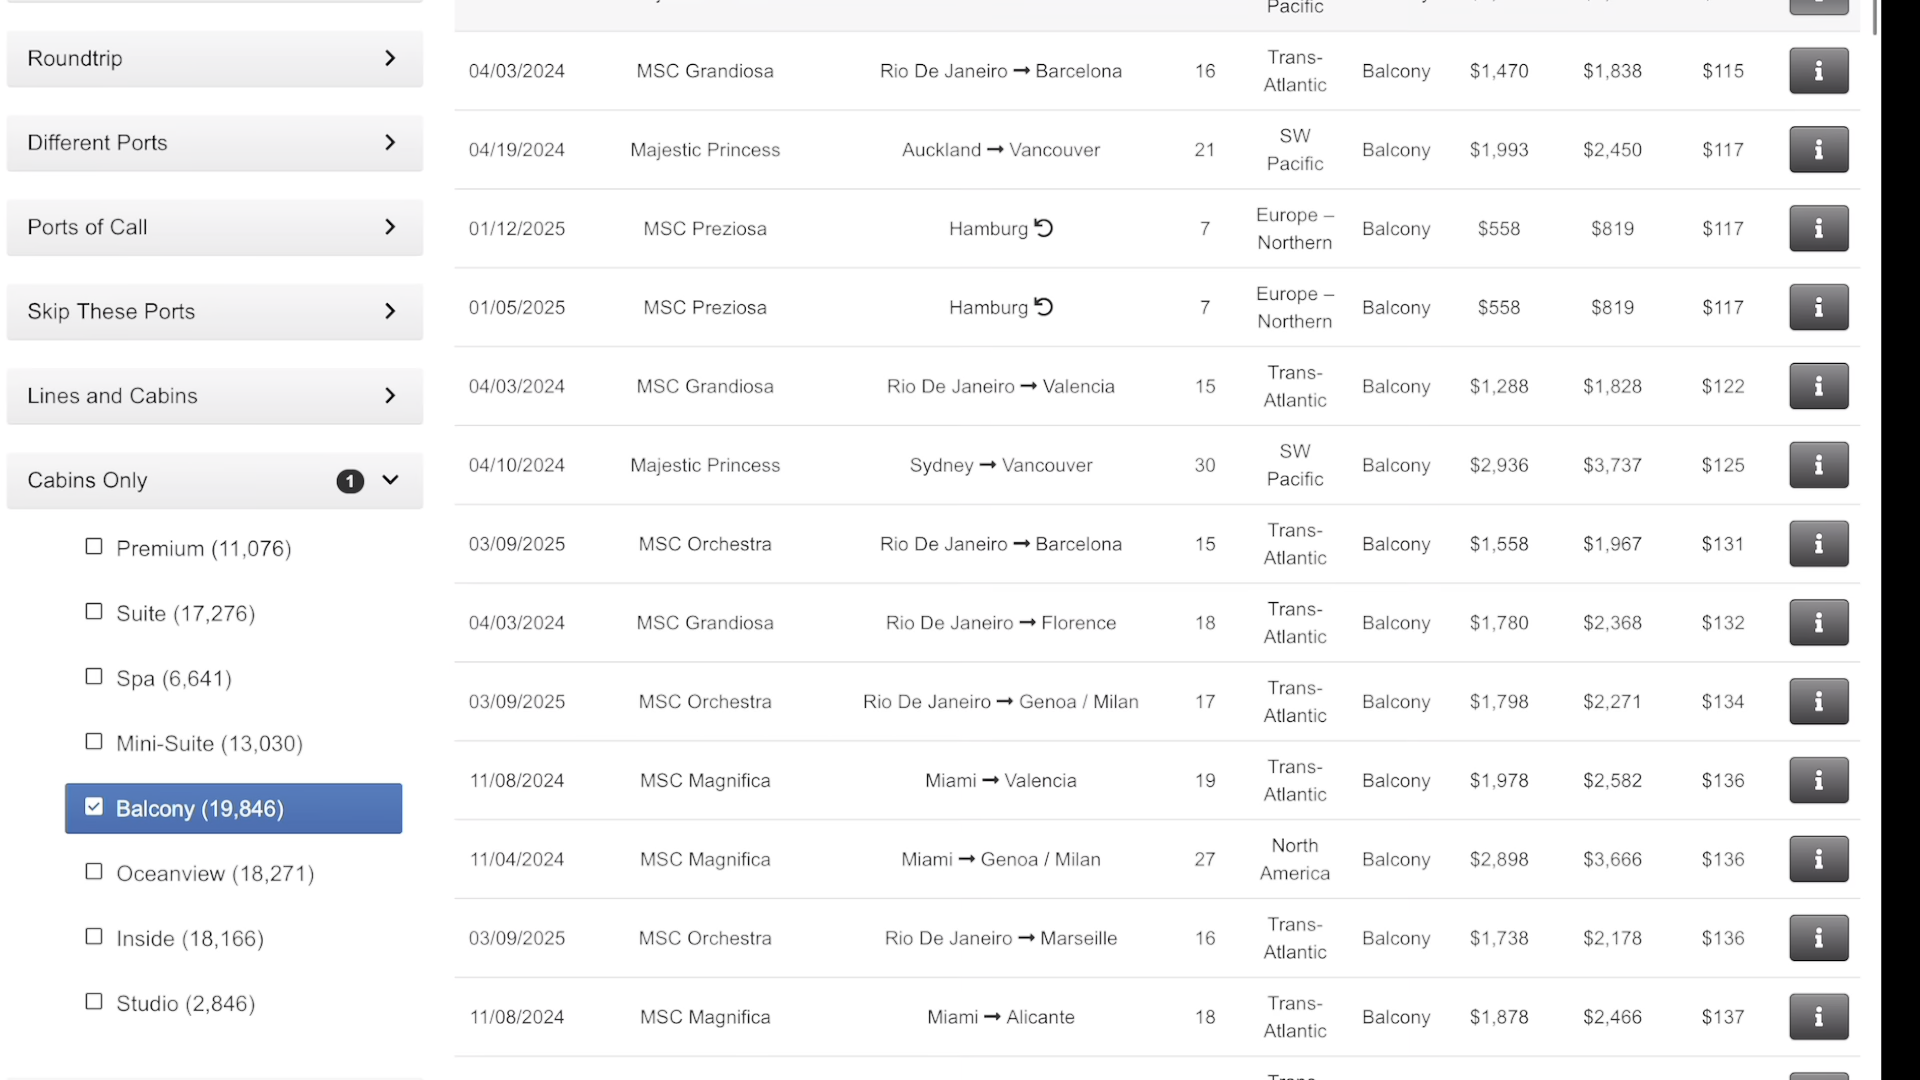 Roundtrip
Different Ports
Ports of Call
Skip These Ports
Lines and Cabins
Cabins Only 1
Premium (11,076)
Suite (17,276)
Spa (6,641)
Mini-Suite (13,030)
Balcony (19,846)
Oceanview (18,271)
Inside (18,166)
Studio (2,846)
Pacific
04/03/2024 MSC Grandiosa Rio De Janeiro → Barcelona 16 Trans-Atlantic Balcony $1,470 $1,838 $115
04/19/2024 Majestic Princess Auckland → Vancouver 21 SW Pacific Balcony $1,993 $2,450 $117
01/12/2025 MSC Preziosa Hamburg 7 Europe – Northern Balcony $558 $819 $117
01/05/2025 MSC Preziosa Hamburg 7 Europe – Northern Balcony $558 $819 $117
04/03/2024 MSC Grandiosa Rio De Janeiro → Valencia 15 Trans-Atlantic Balcony $1,288 $1,828 $122
04/10/2024 Majestic Princess Sydney → Vancouver 30 SW Pacific Balcony $2,936 $3,737 $125
03/09/2025 MSC Orchestra Rio De Janeiro → Barcelona 15 Trans-Atlantic Balcony $1,558 $1,967 $131
04/03/2024 MSC Grandiosa Rio De Janeiro → Florence 18 Trans-Atlantic Balcony $1,780 $2,368 $132
03/09/2025 MSC Orchestra Rio De Janeiro → Genoa / Milan 17 Trans-Atlantic Balcony $1,798 $2,271 $134
11/08/2024 MSC Magnifica Miami → Valencia 19 Trans-Atlantic Balcony $1,978 $2,582 $136
11/04/2024 MSC Magnifica Miami → Genoa / Milan 27 North America Balcony $2,898 $3,666 $136
03/09/2025 MSC Orchestra Rio De Janeiro → Marseille 16 Trans-Atlantic Balcony $1,738 $2,178 $136
11/08/2024 MSC Magnifica Miami → Alicante 18 Trans-Atlantic Balcony $1,878 $2,466 $137